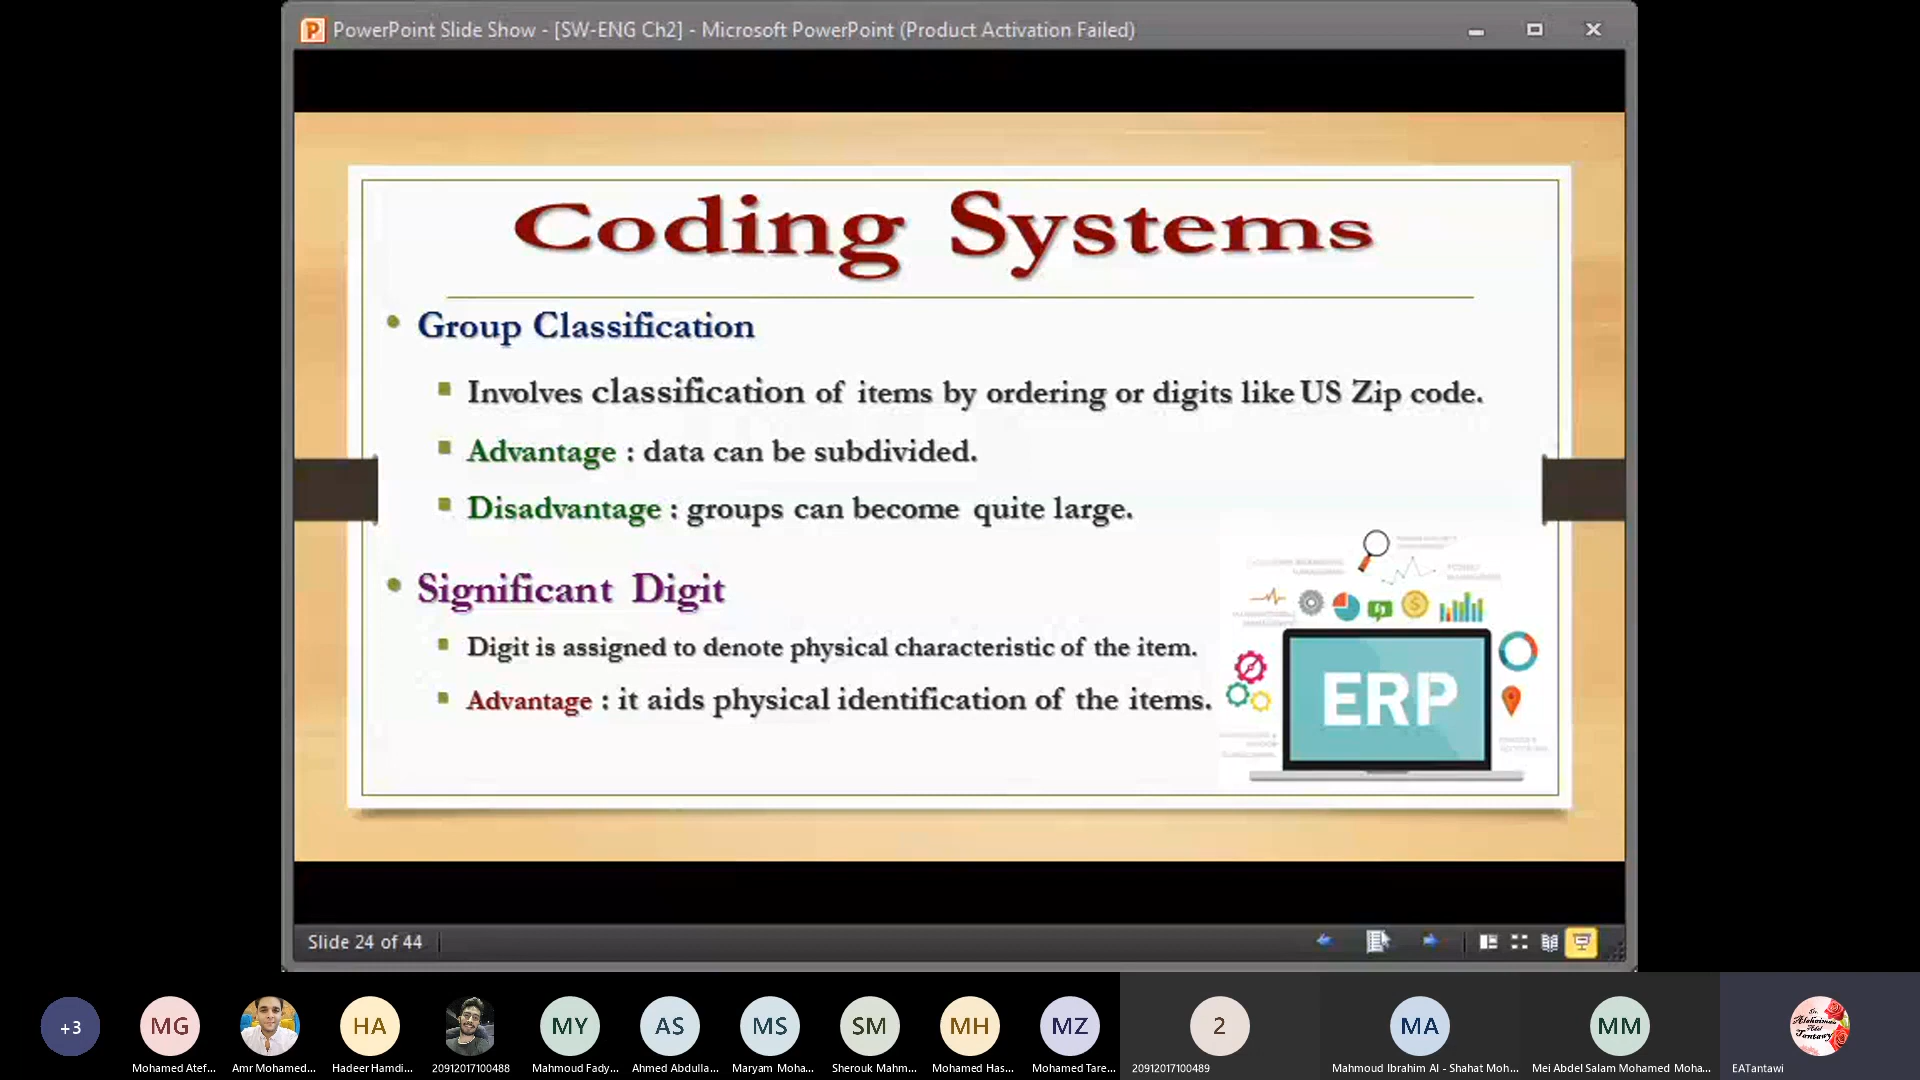 PowerPoint Slide Show - [SW-ENG Ch2] - Microsoft PowerPoint (Product Activation Failed)
Coding Systems
Group Classification
Involves classification of items by ordering or digits like US Zip code.
Advantage : data can be subdivided.
Disadvantage : groups can become quite large.
Significant Digit
Digit is assigned to denote physical characteristic of the item.
Advantage : it aids physical identification of the items.
ERP
Slide 24 of 44
+3
MG
HA
MY
AS
MS
SM
MH
MZ
2
MA
MM
Mohamed Atef...
Amr Mohamed...
Hadeer Hamdi...
20912017100488
Mahmoud Fady...
Ahmed Abdulla...
Maryam Moha...
Sherouk Mahm...
Mohamed Has...
Mohamed Tare...
20912017100489
Mahmoud Ibrahim Al - Shahat Moh...
Mei Abdel Salam Mohamed Moha...
EATantawi